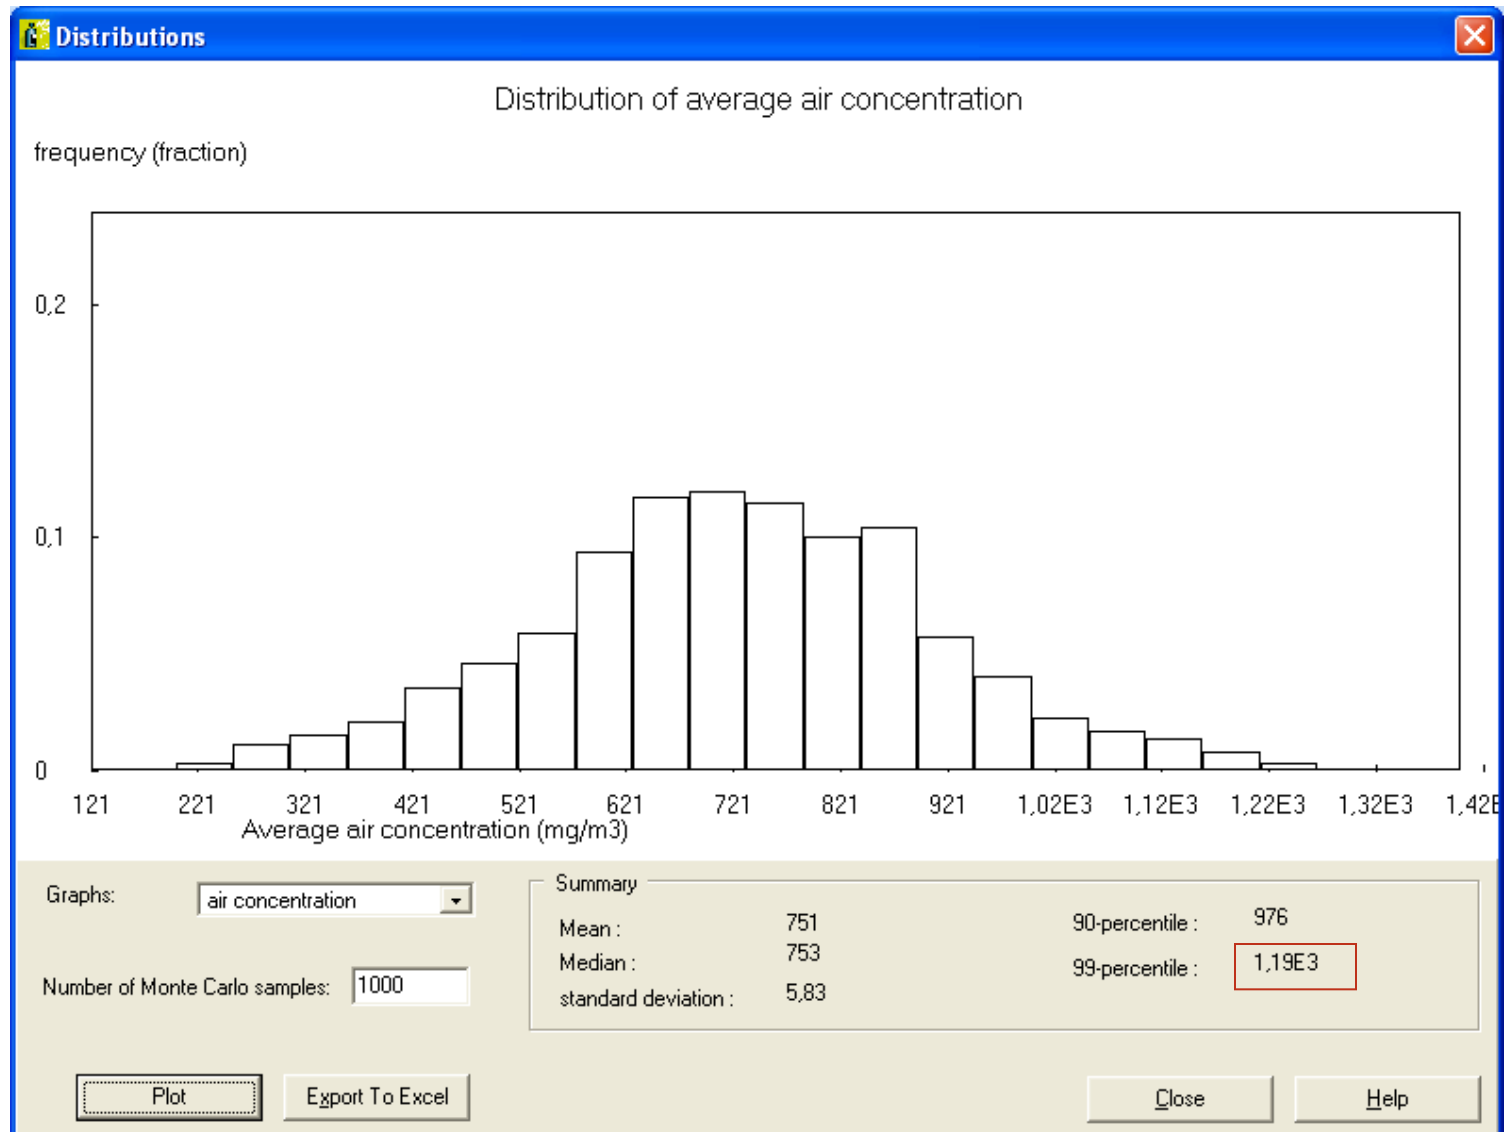 Distributions
Distribution of average air concentration
frequency (fraction)
0,2
0,1
0
121 221 321 421 521 621 721 821 921 1,02E3 1,12E3 1,22E3 1,32E3 1,42E
Average air concentration (mg/m3)
Graphs: air concentration
Number of Monte Carlo samples: 1000
Summary
Mean : 751
Median : 753
standard deviation : 5,83
90-percentile : 976
99-percentile : 1,19E3
Plot Export To Excel Close Help